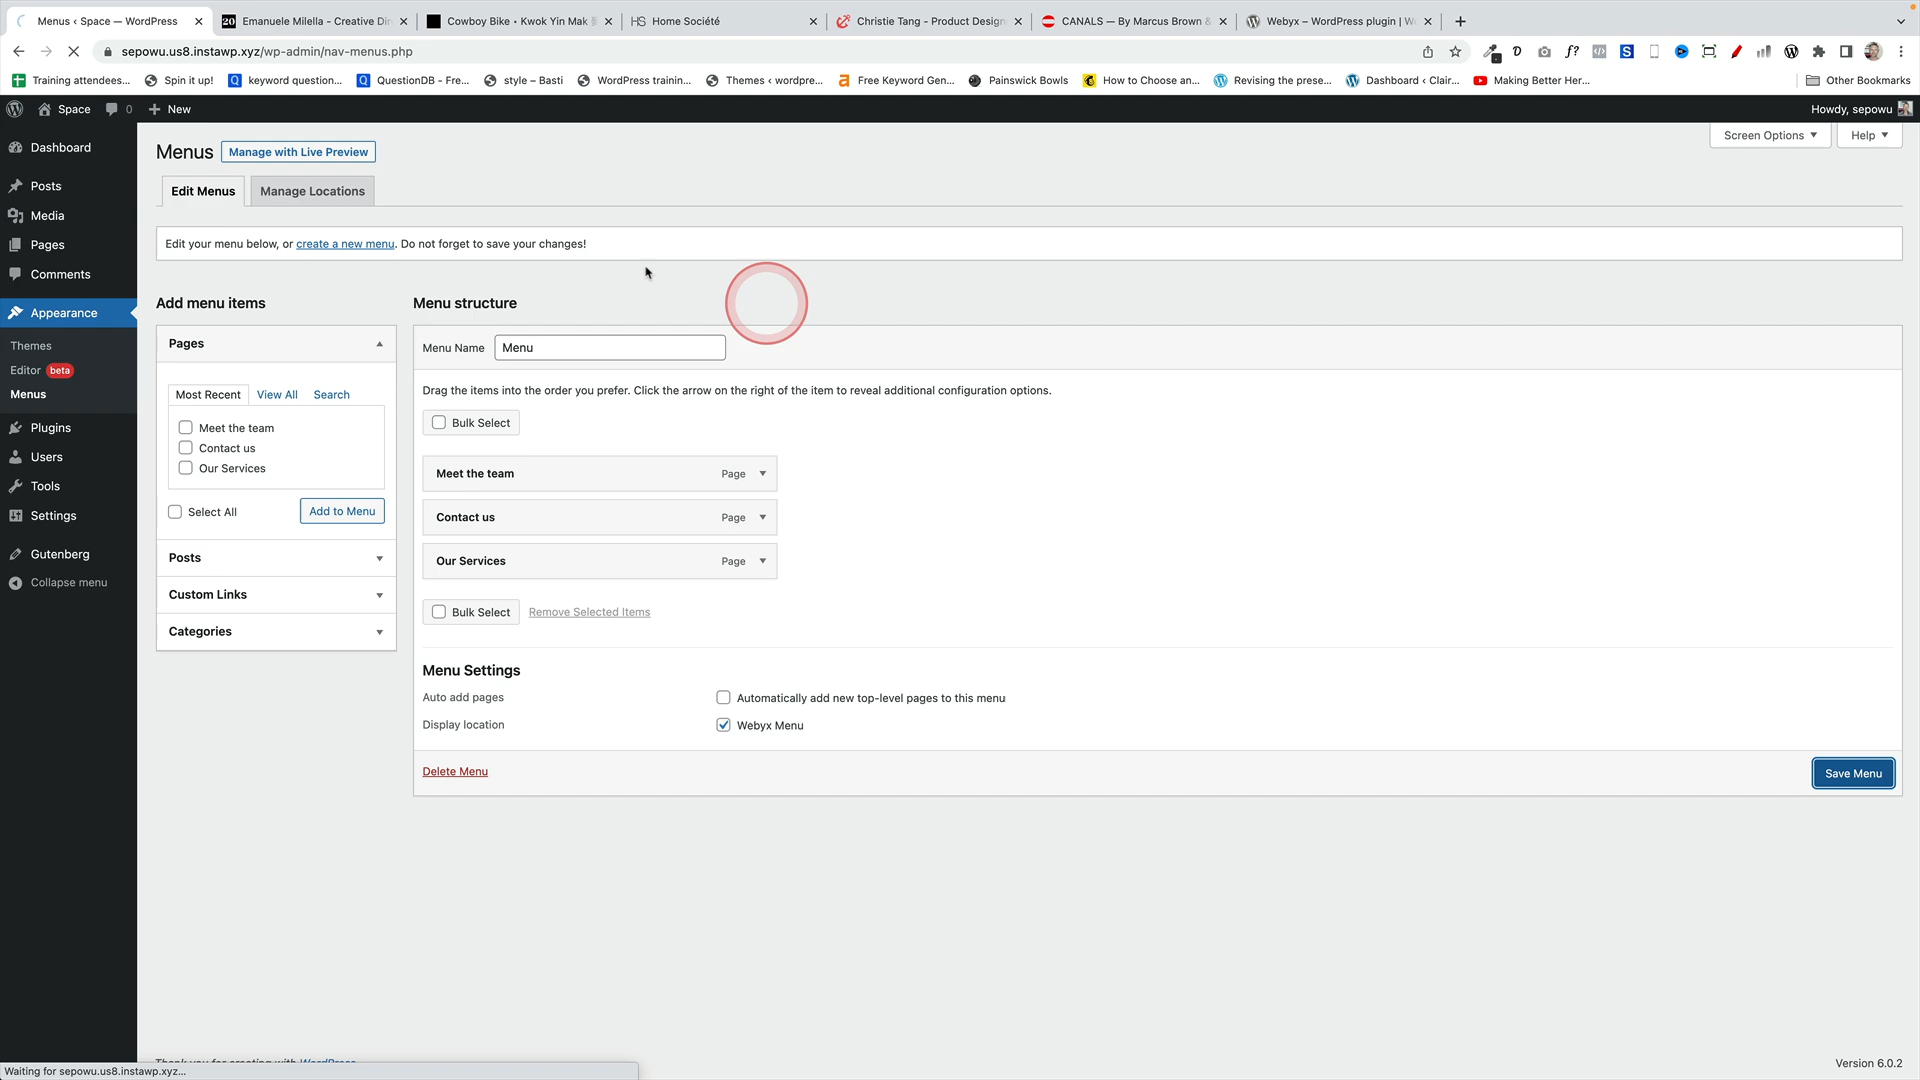 Menus ‹ Space — WordPress
20 Emanuele Milella - Creative Dir
Cowboy Bike • Kwok Yin Mak
HS Home Société
Christie Tang - Product Design
CANALS — By Marcus Brown &
Webyx – WordPress plugin | W
sepowu.us8.instawp.xyz/wp-admin/nav-menus.php
Training attendees...
Spin it up!
keyword question...
QuestionDB - Fre...
style – Basti
WordPress trainin...
Themes ‹ wordpre...
Free Keyword Gen...
Painswick Bowls
How to Choose an...
Revising the prese...
Dashboard ‹ Clair...
Making Better Her...
Other Bookmarks
Space
0
New
Howdy, sepowu
Dashboard
Posts
Media
Pages
Comments
Appearance
Themes
Editor beta
Menus
Plugins
Users
Tools
Settings
Gutenberg
Collapse menu
Screen Options
Help
Menus
Manage with Live Preview
Edit Menus
Manage Locations
Edit your menu below, or create a new menu. Do not forget to save your changes!
Add menu items
Pages
Most Recent View All Search
Meet the team
Contact us
Our Services
Select All
Add to Menu
Posts
Custom Links
Categories
Menu structure
Menu Name Menu
Drag the items into the order you prefer. Click the arrow on the right of the item to reveal additional configuration options.
Bulk Select
Meet the team Page
Contact us Page
Our Services Page
Bulk Select Remove Selected Items
Menu Settings
Auto add pages Automatically add new top-level pages to this menu
Display location Webyx Menu
Delete Menu
Save Menu
Thank you for creating with WordPress
Version 6.0.2
Waiting for sepowu.us8.instawp.xyz...